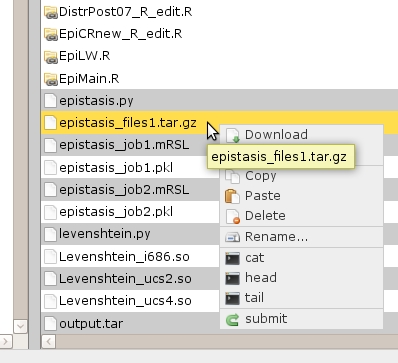 DistrPost07_R_edit.R
EpiCRnew_R_edit.R
EpiLW.R
EpiMain.R
epistasis.py
epistasis_files1.tar.gz
epistasis_job1.mRSL
epistasis_job1.pkl
epistasis_job2.mRSL
epistasis_job2.pkl
levenshtein.py
Levenshtein_i686.so
Levenshtein_ucs2.so
Levenshtein_ucs4.so
output.tar
Download
epistasis_files1.tar.gz
Copy
Paste
Delete
Rename...
cat
head
tail
submit